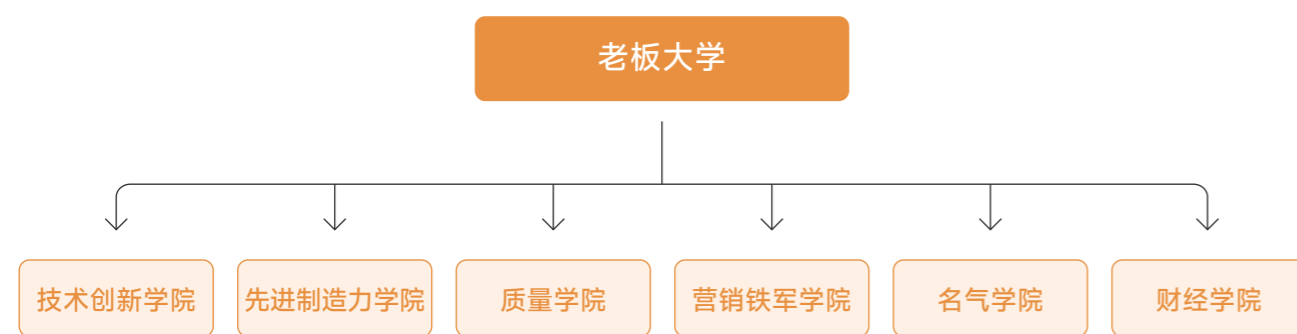 老板大学
技术创新学院
先进制造力学院
质量学院
营销铁军学院
名气学院
财经学院